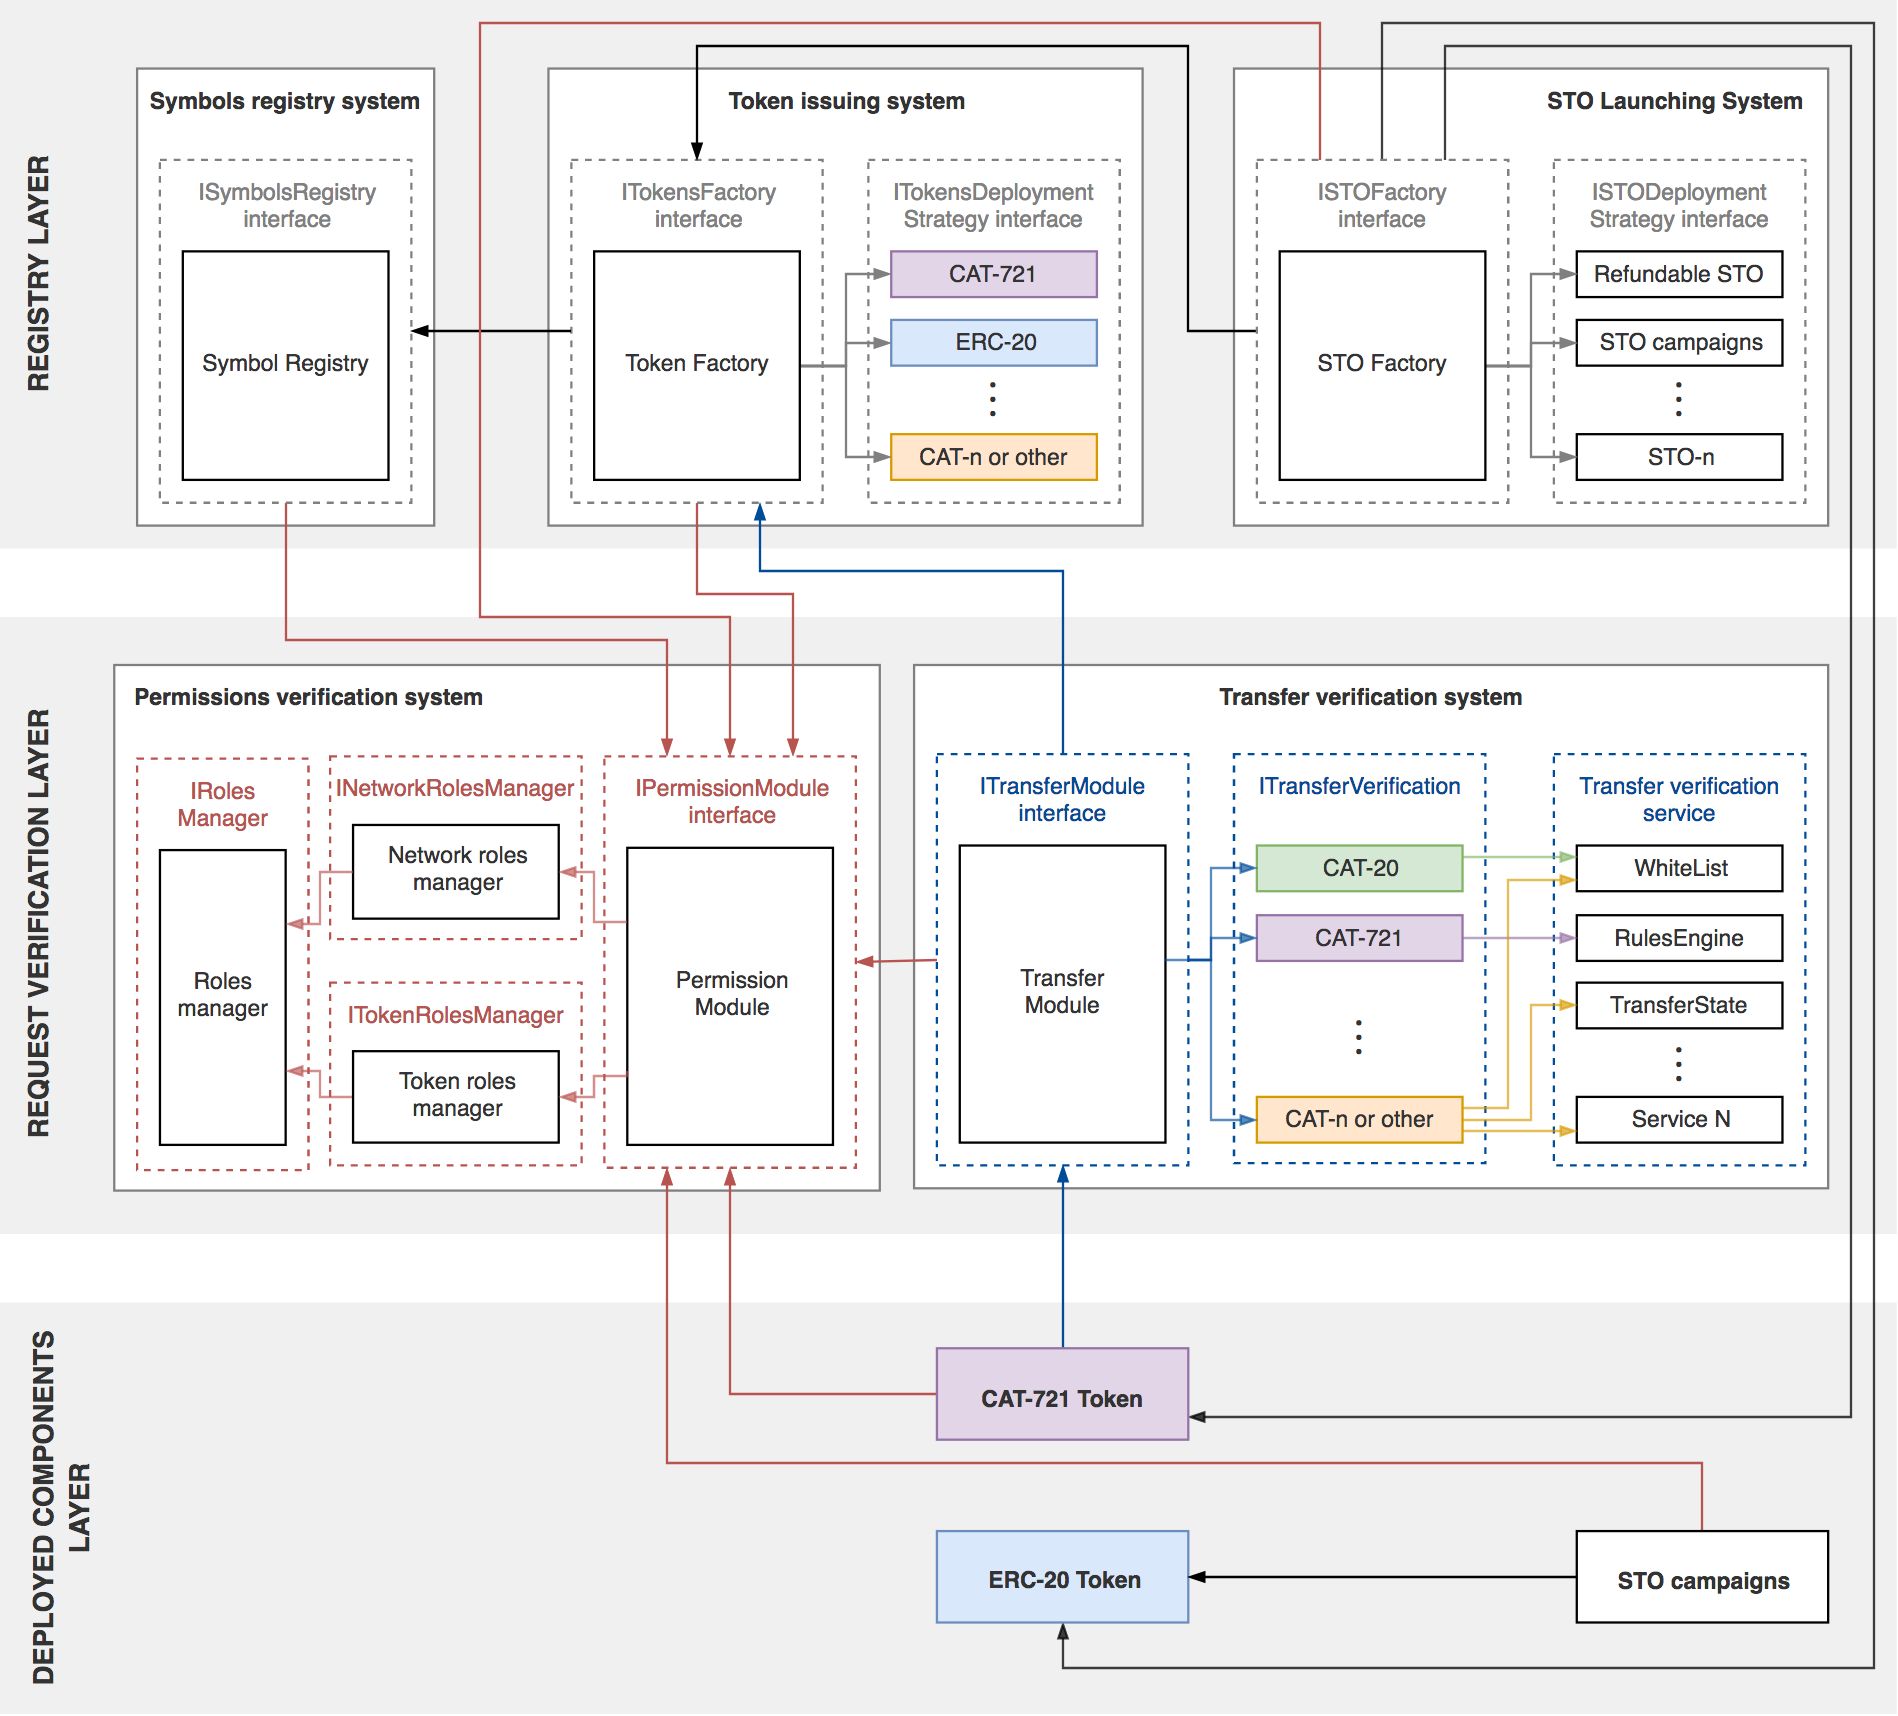 REGISTRY LAYER
Symbols registry system
ISymbolsRegistry
interface
Symbol Registry
Token issuing system
ITokensFactory
interface
Token Factory
ITokensDeployment
Strategy interface
CAT-721
ERC-20
CAT-n or other
STO Launching System
ISTOFactory
interface
STO Factory
ISTODeployment
Strategy interface
Refundable STO
STO campaigns
STO-n
REQUEST VERIFICATION LAYER
Permissions verification system
IRoles
Manager
Roles
manager
INetworkRolesManager
Network roles
manager
ITokenRolesManager
Token roles
manager
IPermissionModule
interface
Permission
Module
Transfer verification system
ITransferModule
interface
Transfer
Module
ITransferVerification
CAT-20
CAT-721
CAT-n or other
Transfer verification
service
WhiteList
RulesEngine
TransferState
Service N
DEPLOYED COMPONENTS
LAYER
CAT-721 Token
ERC-20 Token
STO campaigns